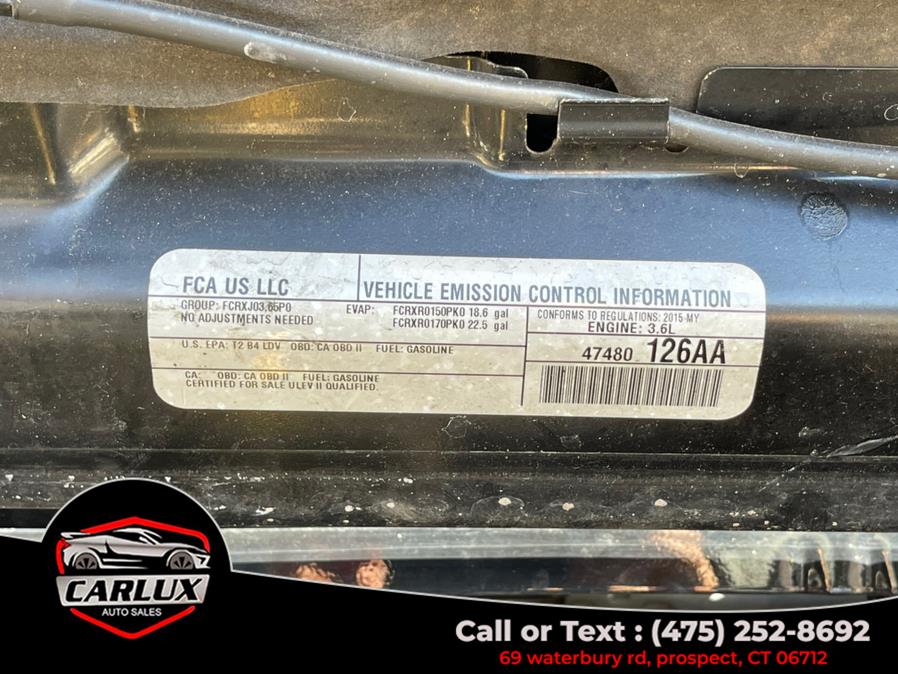 FCA US LLC
VEHICLE EMISSION CONTROL INFORMATION
GROUP: FCRXJ03.65P0
NO ADJUSTMENTS NEEDED
EVAP: FCRXR0150PK0 18.6 gal
FCRXR0170PK0 22.5 gal
CONFORMS TO REGULATIONS: 2015 MY
ENGINE: 3.6L
U.S. EPA: T2 B4 LDV OBD: CA OBD II FUEL: GASOLINE
47480 126AA
CA: OBD: CA OBD II FUEL: GASOLINE
CERTIFIED FOR SALE ULEV II QUALIFIED.
CARLUX
AUTO SALES
Call or Text : (475) 252-8692
69 waterbury rd, prospect, CT 06712